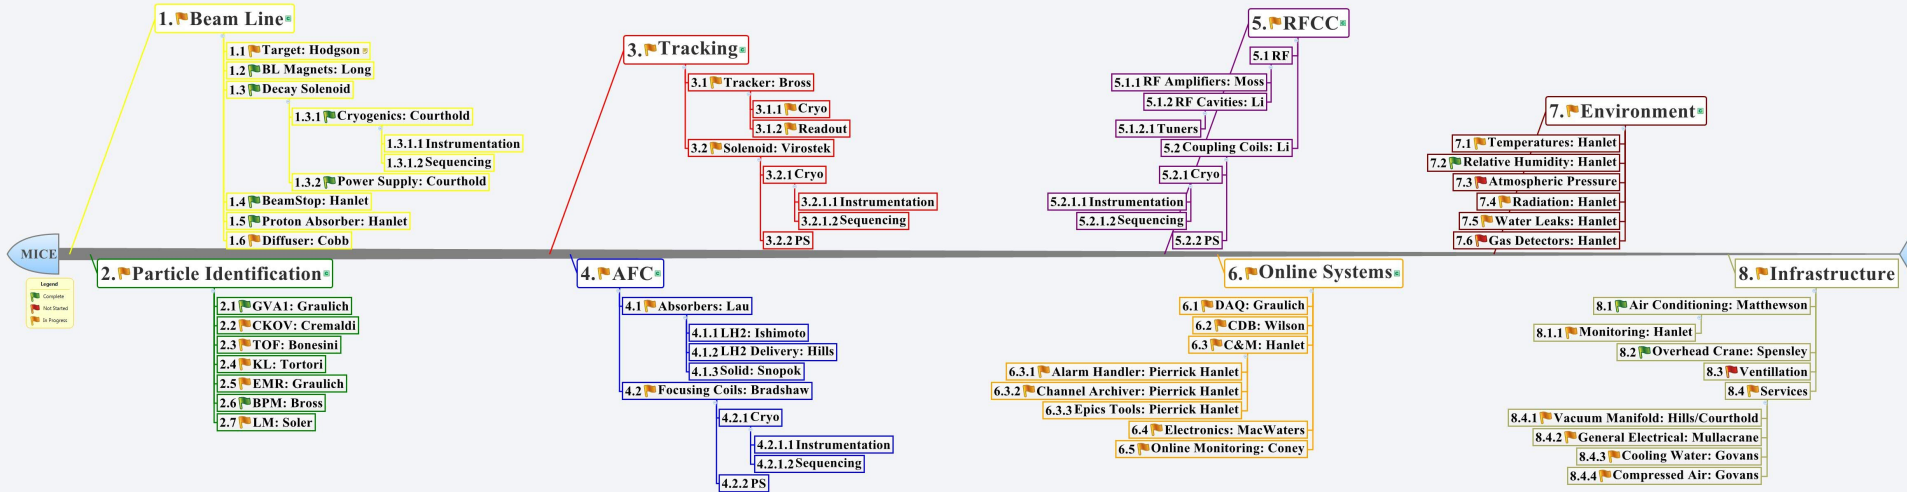 MICE
Legend
Complete
Not Started
In Progress
1. Beam Line
1.1 Target: Hodgson
1.2 BL Magnets: Long
1.3 Decay Solenoid
1.3.1 Cryogenics: Courthold
1.3.1.1 Instrumentation
1.3.1.2 Sequencing
1.3.2 Power Supply: Courthold
1.4 BeamStop: Hanlet
1.5 Proton Absorber: Hanlet
1.6 Diffuser: Cobb
2. Particle Identification
2.1 GVA1: Graulich
2.2 CKOV: Cremaldi
2.3 TOF: Bonesini
2.4 KL: Tortori
2.5 EMR: Graulich
2.6 BPM: Bross
2.7 LM: Soler
3. Tracking
3.1 Tracker: Bross
3.1.1 Cryo
3.1.2 Readout
3.2 Solenoid: Virostek
3.2.1 Cryo
3.2.1.1 Instrumentation
3.2.1.2 Sequencing
3.2.2 PS
4. AFC
4.1 Absorbers: Lau
4.1.1 LH2: Ishimoto
4.1.2 LH2 Delivery: Hills
4.1.3 Solid: Snopok
4.2 Focusing Coils: Bradshaw
4.2.1 Cryo
4.2.1.1 Instrumentation
4.2.1.2 Sequencing
4.2.2 PS
5. RFCC
5.1 RF
5.1.1 RF Amplifiers: Moss
5.1.2 RF Cavities: Li
5.1.2.1 Tuners
5.2 Coupling Coils: Li
5.2.1 Cryo
5.2.1.1 Instrumentation
5.2.1.2 Sequencing
5.2.2 PS
6. Online Systems
6.1 DAQ: Graulich
6.2 CDB: Wilson
6.3 C&M: Hanlet
6.3.1 Alarm Handler: Pierrick Hanlet
6.3.2 Channel Archiver: Pierrick Hanlet
6.3.3 Epics Tools: Pierrick Hanlet
6.4 Electronics: MacWaters
6.5 Online Monitoring: Coney
7. Environment
7.1 Temperatures: Hanlet
7.2 Relative Humidity: Hanlet
7.3 Atmospheric Pressure
7.4 Radiation: Hanlet
7.5 Water Leaks: Hanlet
7.6 Gas Detectors: Hanlet
8. Infrastructure
8.1 Air Conditioning: Matthewson
8.1.1 Monitoring: Hanlet
8.2 Overhead Crane: Spensley
8.3 Ventillation
8.4 Services
8.4.1 Vacuum Manifold: Hills/Courthold
8.4.2 General Electrical: Mullacrane
8.4.3 Cooling Water: Govans
8.4.4 Compressed Air: Govans